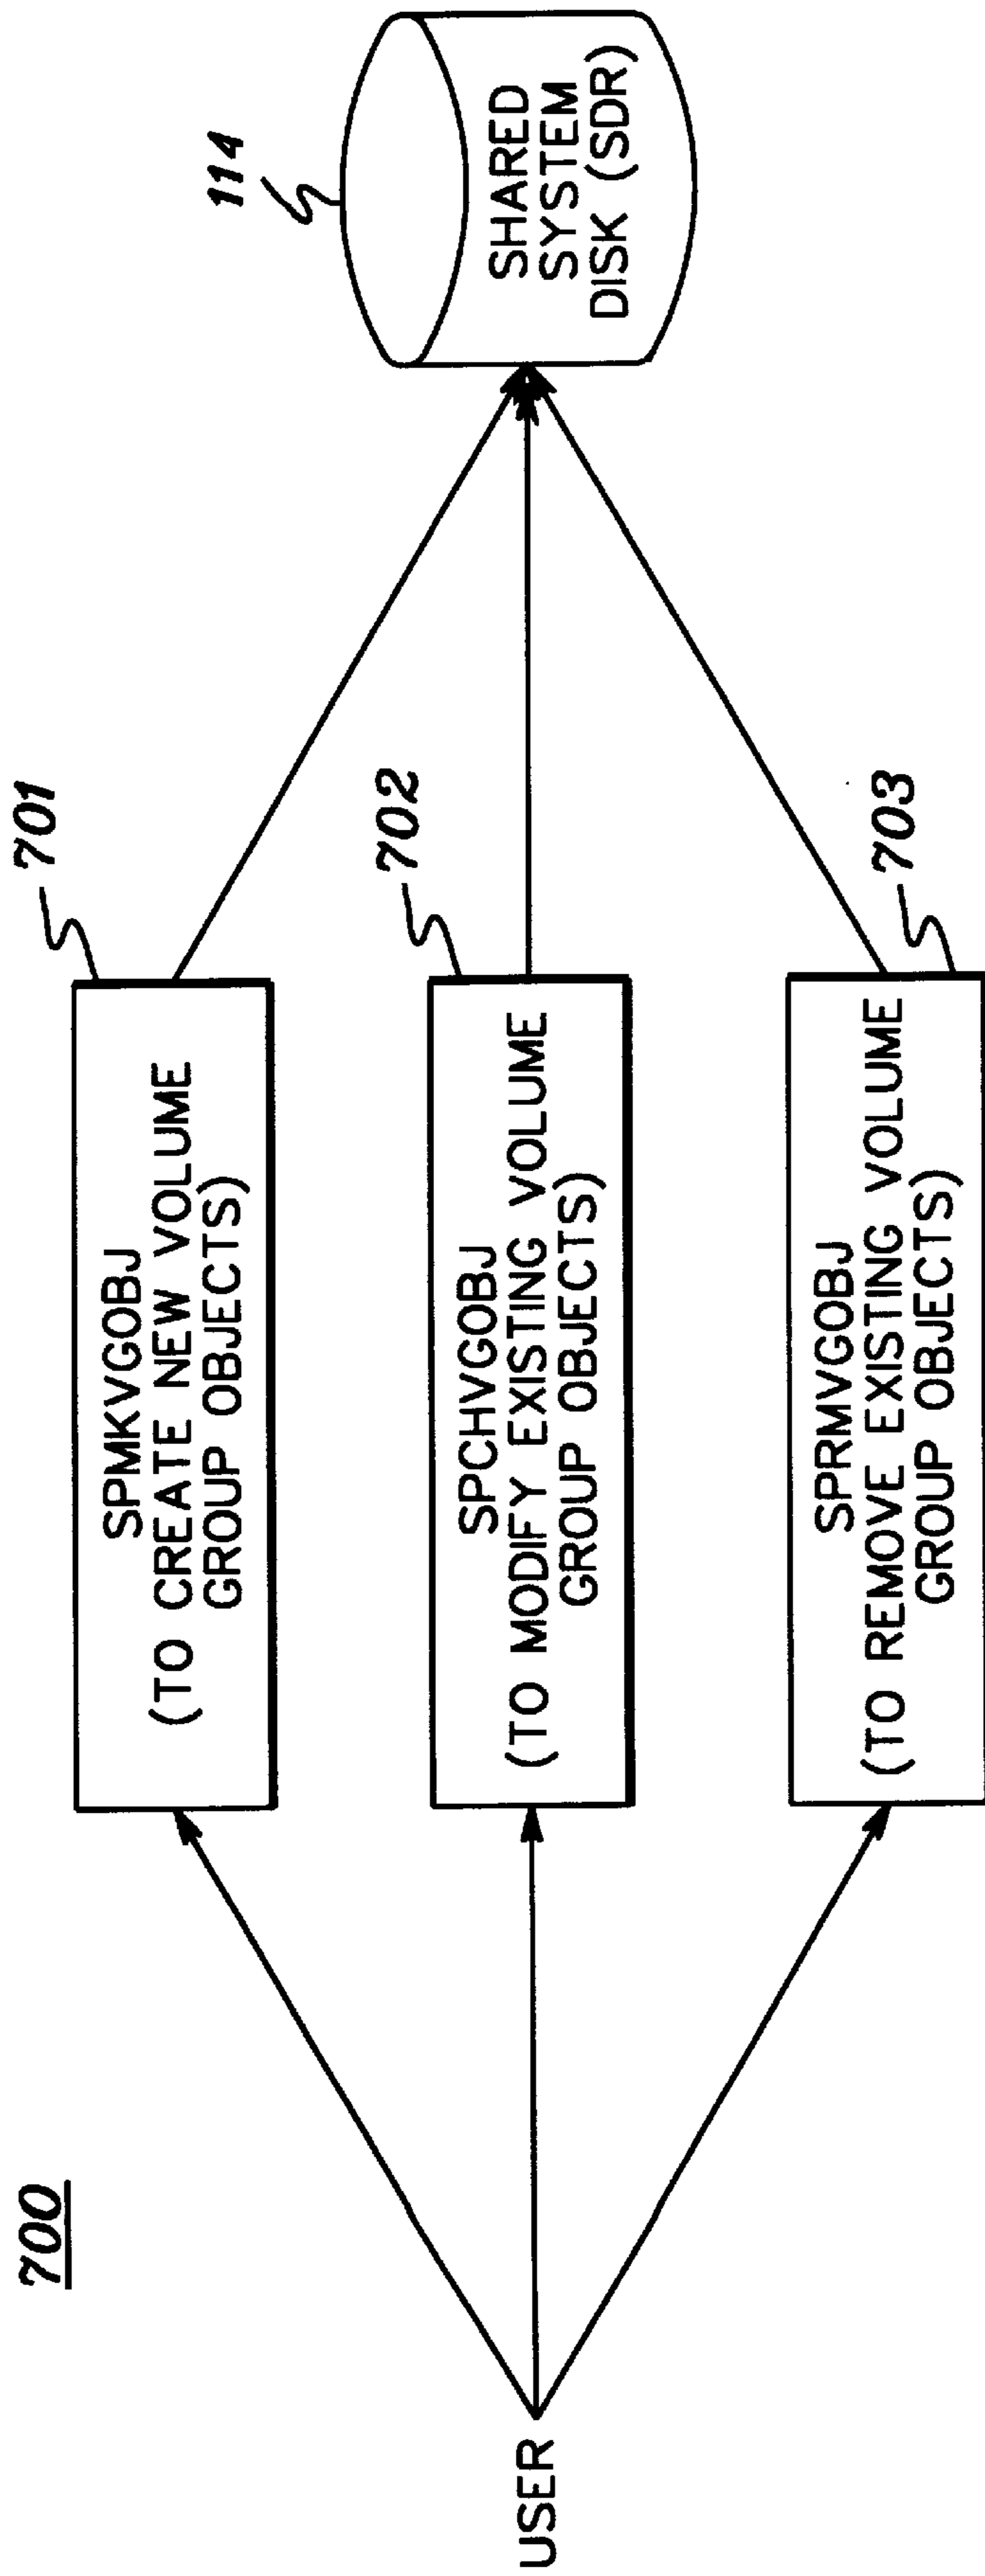 700
USER
701
SPMKVGOBJ
(TO CREATE NEW VOLUME
GROUP OBJECTS)
702
SPCHVGOBJ
(TO MODIFY EXISTING VOLUME
GROUP OBJECTS)
703
SPRMVGOBJ
(TO REMOVE EXISTING VOLUME
GROUP OBJECTS)
114
SHARED
SYSTEM
DISK (SDR)